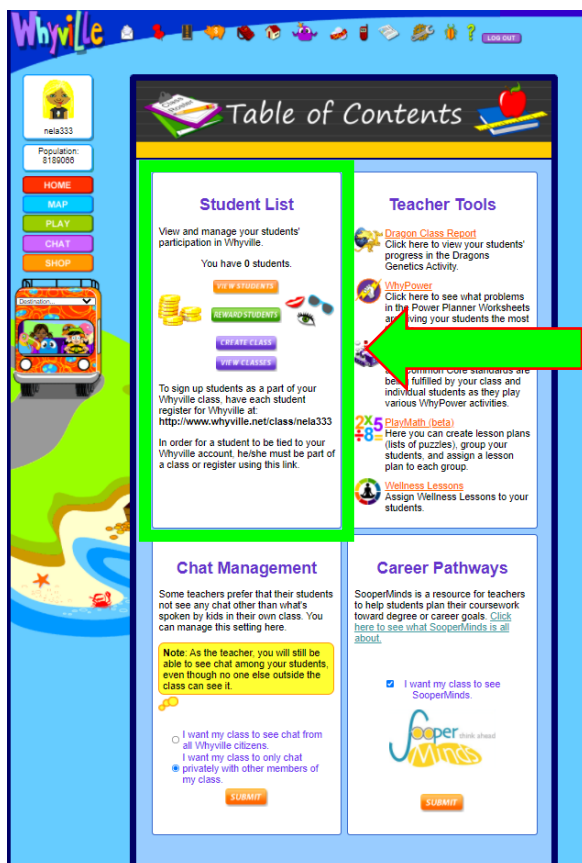 Whyville
LOG OUT
nela333
Population:
8189066
HOME
MAP
PLAY
CHAT
SHOP
Destination...
Class
Roster
Table of Contents
Student List
View and manage your students'
participation in Whyville.
You have 0 students.
VIEW STUDENTS
REWARD STUDENTS
CREATE CLASS
VIEW CLASSES
To sign up students as a part of your
Whyville class, have each student
register for Whyville at:
http://www.whyville.net/class/nela333
In order for a student to be tied to your
Whyville account, he/she must be part of
a class or register using this link.
Teacher Tools
Dragon Class Report
Click here to view your students'
progress in the Dragons
Genetics Activity.
WhyPower
Click here to see what problems
in the Power Planner Worksheets
are giving your students the most
Common Core standards are
being fulfilled by your class and
individual students as they play
various WhyPower activities.
2x5
÷8=
PlayMath (beta)
Here you can create lesson plans
(lists of puzzles), group your
students, and assign a lesson
plan to each group.
Wellness Lessons
Assign Wellness Lessons to your
students.
Chat Management
Some teachers prefer that their students
not see any chat other than what's
spoken by kids in their own class. You
can manage this setting here.
Note: As the teacher, you will still be
able to see chat among your students,
even though no one else outside the
class can see it.
I want my class to see chat from
all Whyville citizens.
I want my class to only chat
privately with other members of
my class.
SUBMIT
Career Pathways
SooperMinds is a resource for teachers
to help students plan their coursework
toward degree or career goals. Click
here to see what SooperMinds is all
about.
I want my class to see
SooperMinds.
Sooper think ahead
Minds
SUBMIT